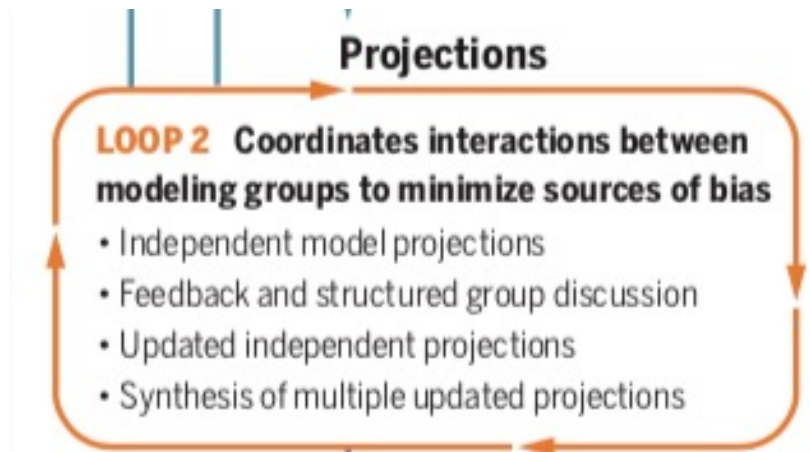 Projections
LOOP 2 Coordinates interactions between
modeling groups to minimize sources of bias
• Independent model projections
• Feedback and structured group discussion
• Updated independent projections
• Synthesis of multiple updated projections